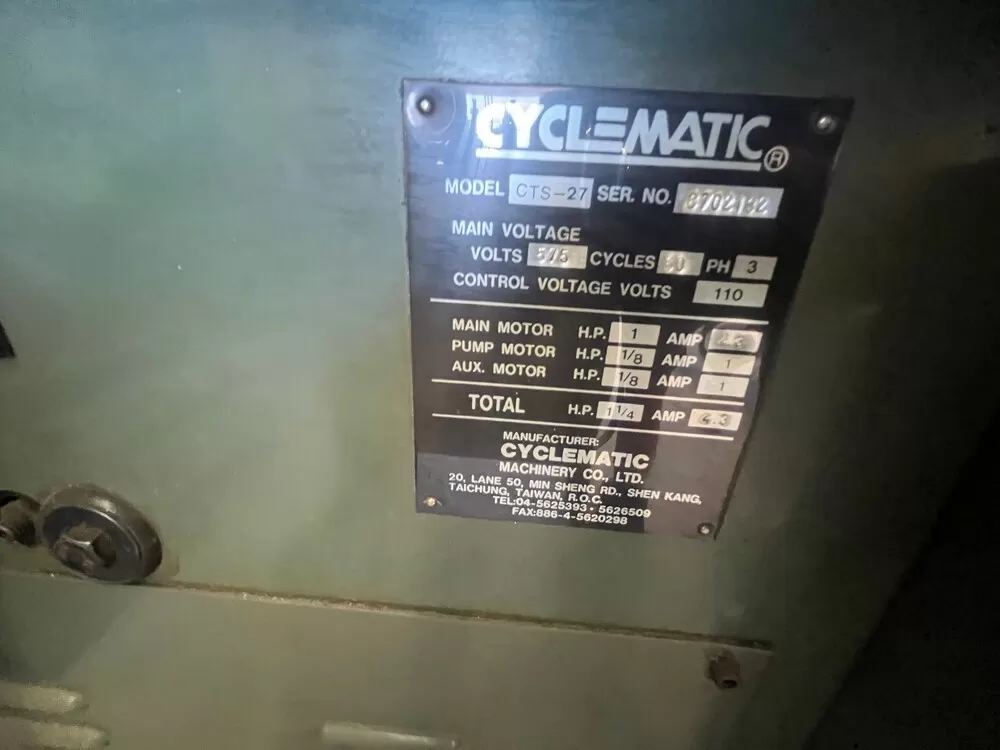 CYCLEMATIC ®
MODEL CTS-27 SER. NO.
MAIN VOLTAGE
VOLTS 575 CYCLES PH 3
CONTROL VOLTAGE VOLTS 110
MAIN MOTOR H.P. 1 AMP
PUMP MOTOR H.P. 1/8 AMP 1
AUX. MOTOR H.P. 1/8 AMP 1
TOTAL H.P. 1 1/4 AMP
MANUFACTURER:
CYCLEMATIC
MACHINERY CO., LTD.
20, LANE 50, MIN SHENG RD., SHEN KANG,
TAICHUNG, TAIWAN, R.O.C.
TEL:04-5625393 • 5626509
FAX:886-4-5620298